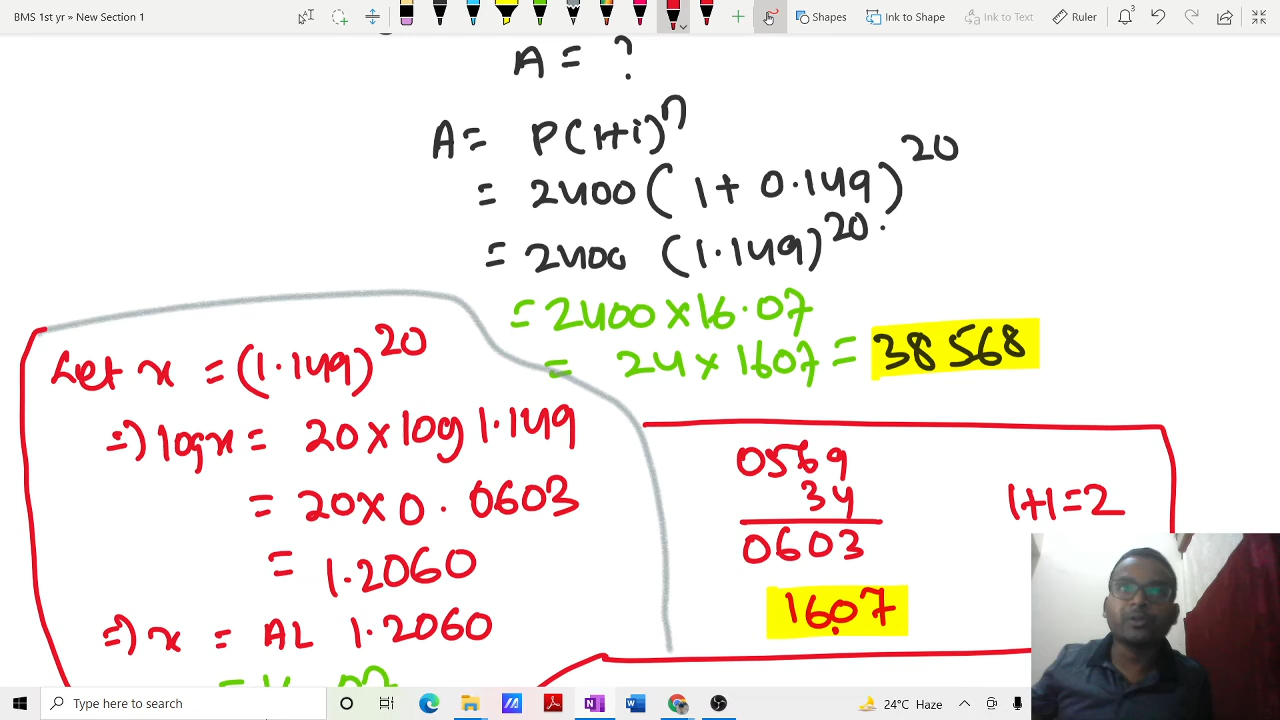 BMS 1st yr » New Section 1
Shapes
Ink to Shape
Ink to Text
Ruler
3
A = ?
A = P(1+i)^n
= 2400(1+0.149)^20
= 2400 (1.149)^20.
= 2400×16.07
= 24×1607 = 38568
Let x = (1.149)^20
=> logx = 20×log 1.149
= 20×0.0603
= 1.2060
=> x = AL 1.2060
0569
34
0603
1607
1+1=2
Type here to search
24°C Haze